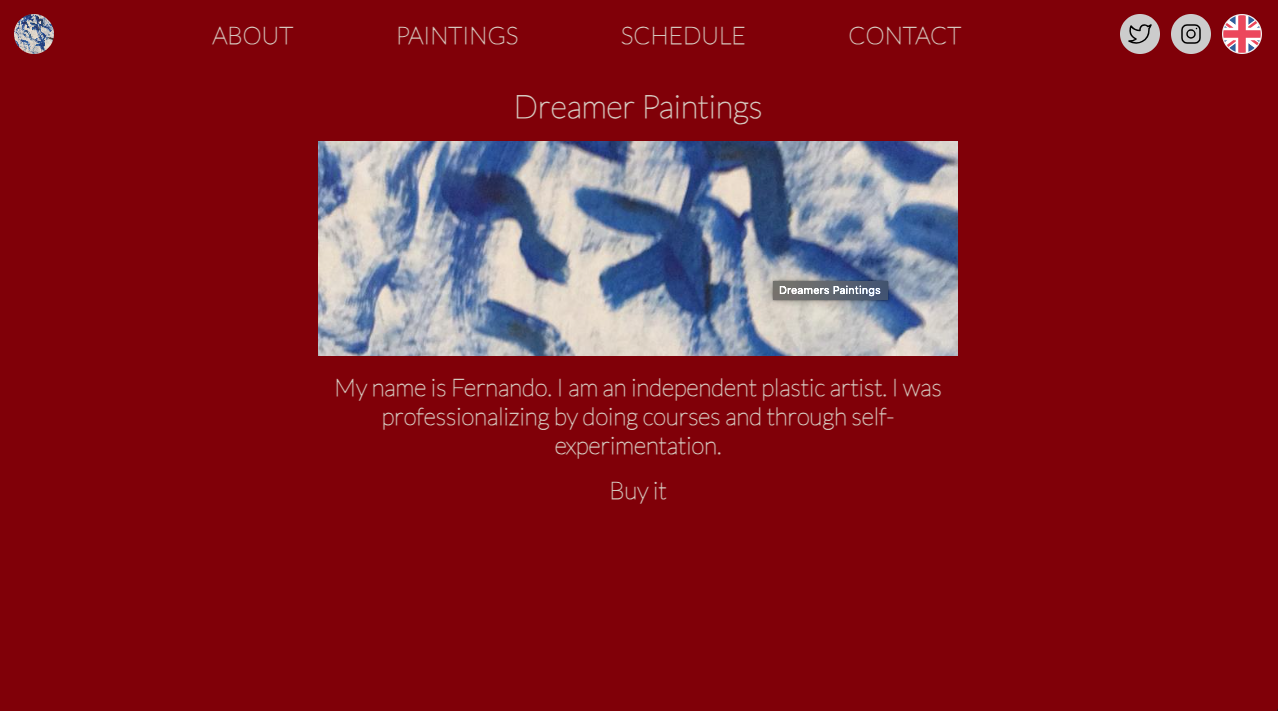 ABOUT PAINTINGS SCHEDULE CONTACT
Dreamer Paintings
Dreamers Paintings
My name is Fernando. I am an independent plastic artist. I was
professionalizing by doing courses and through self-
experimentation.
Buy it